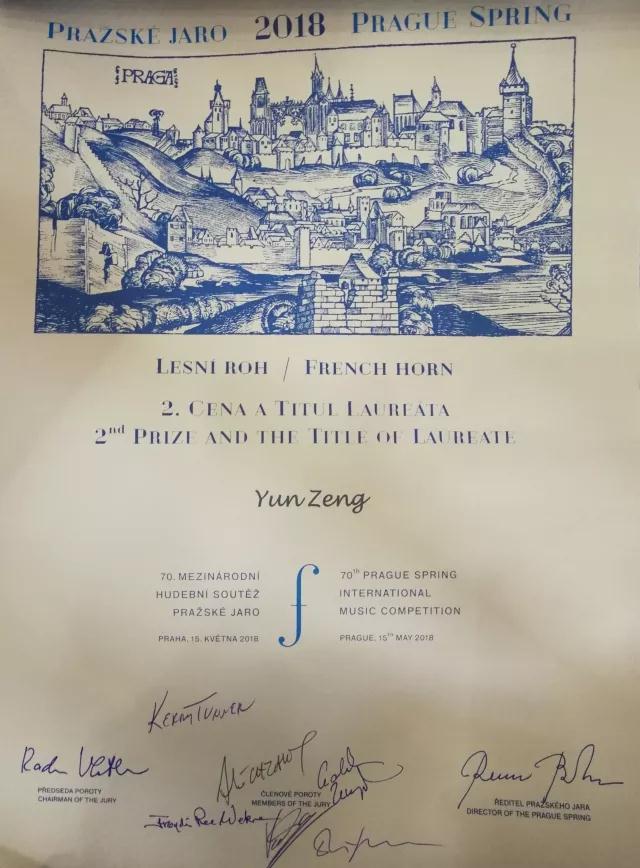 PRAŽSKÉ JARO 2018 PRAGUE SPRING
PRAGA
LESNÍ ROH / FRENCH HORN
2. CENA A TITUL LAUREÁTA
2nd PRIZE AND THE TITLE OF LAUREATE
Yun Zeng
70. MEZINÁRODNÍ
HUDEBNÍ SOUTĚŽ
PRAŽSKÉ JARO
PRAHA, 15. KVĚTNA 2018
f
70th PRAGUE SPRING
INTERNATIONAL
MUSIC COMPETITION
PRAGUE, 15TH MAY 2018
KERRY TURNER
PŘEDSEDA POROTY
CHAIRMAN OF THE JURY
ČLENOVÉ POROTY
MEMBERS OF THE JURY
ŘEDITEL PRAŽSKÉHO JARA
DIRECTOR OF THE PRAGUE SPRING